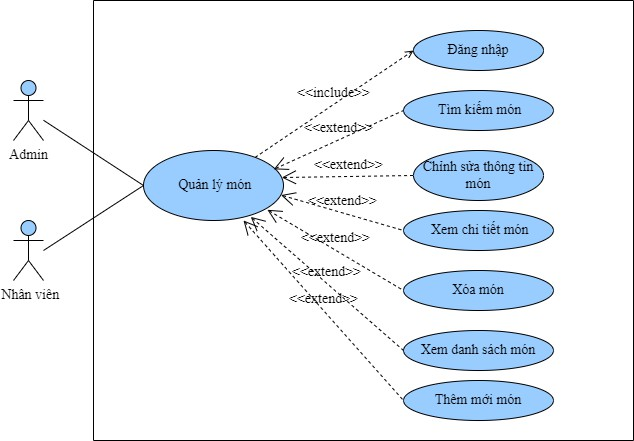 Đăng nhập
<<include>>
Tìm kiếm món
<<extend>>
Admin
Chỉnh sửa thông tin
món
<<extend>>
Quản lý món
<<extend>>
Xem chi tiết món
<<extend>>
Nhân viên
<<extend>>
Xóa món
<<extend>>
Xem danh sách món
Thêm mới món